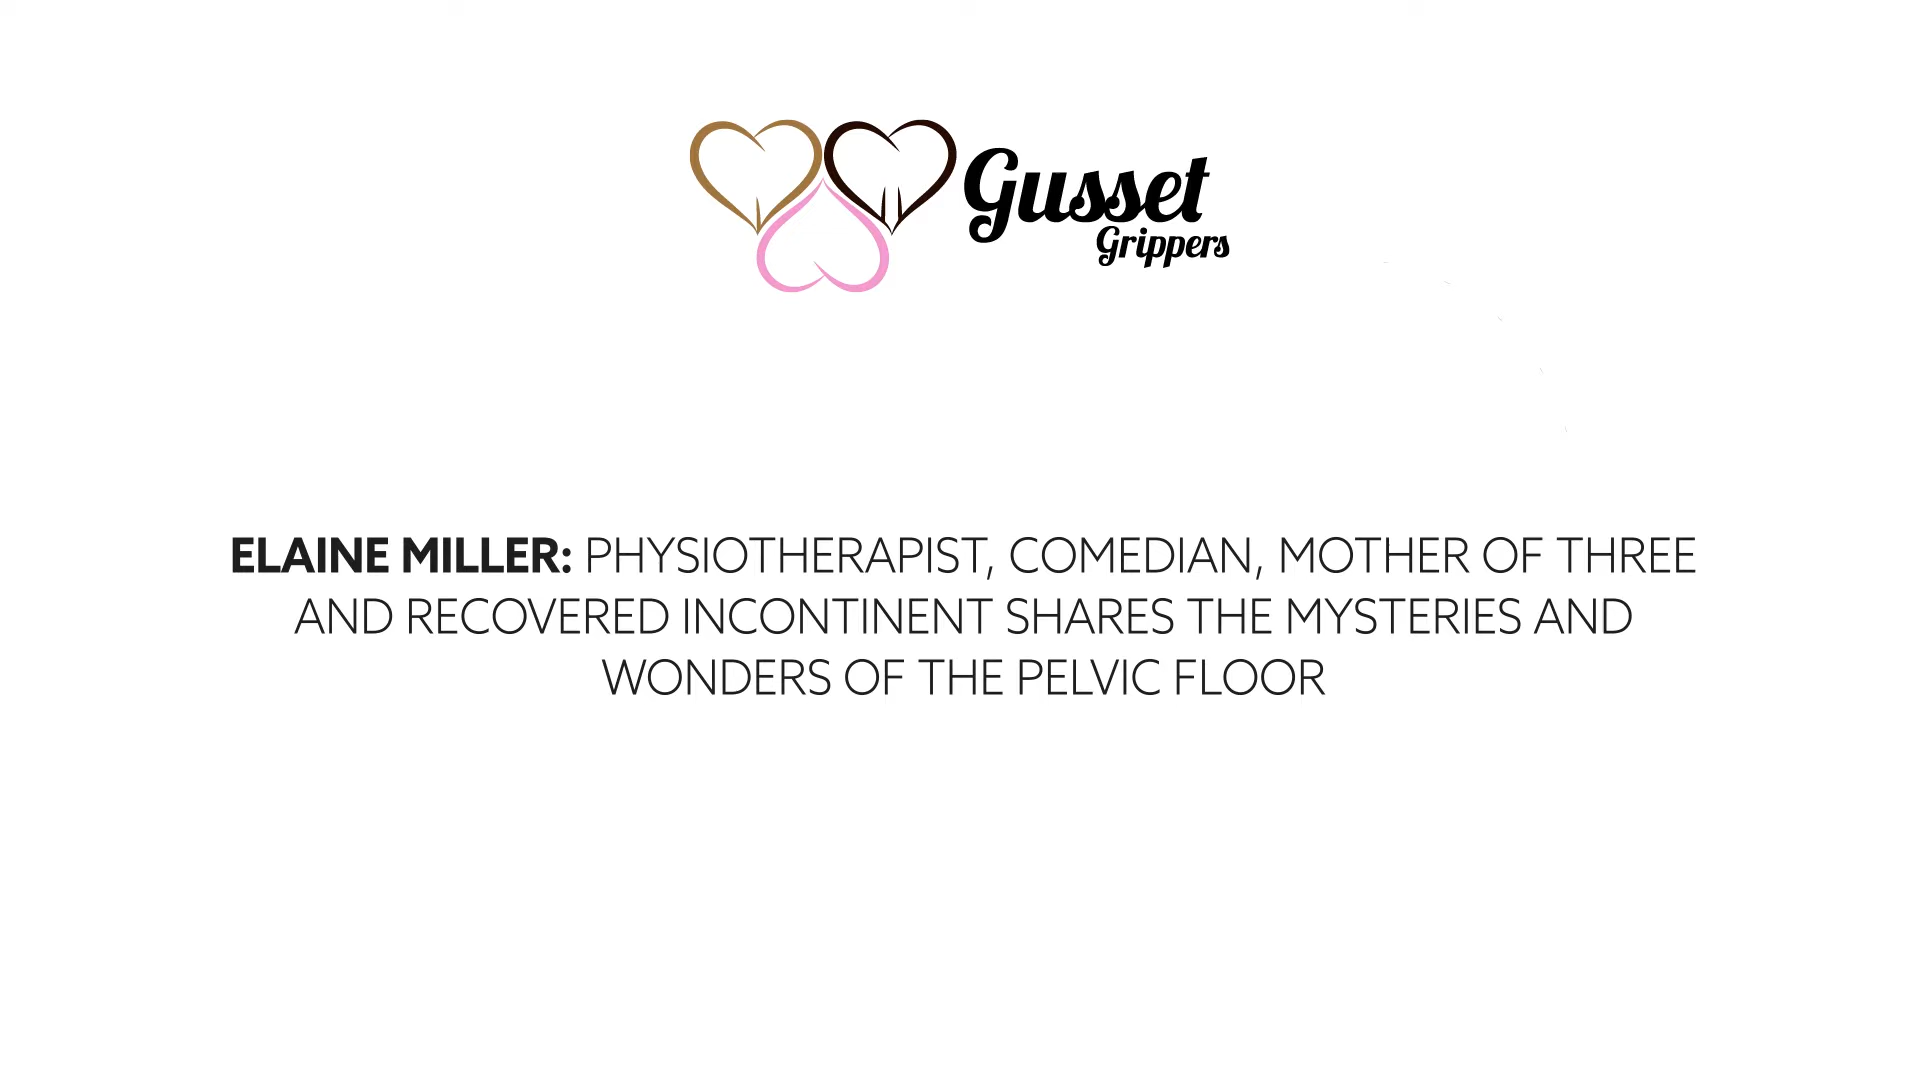 Gusset
Grippers
ELAINE MILLER: PHYSIOTHERAPIST, COMEDIAN, MOTHER OF THREE
AND RECOVERED INCONTINENT SHARES THE MYSTERIES AND
WONDERS OF THE PELVIC FLOOR